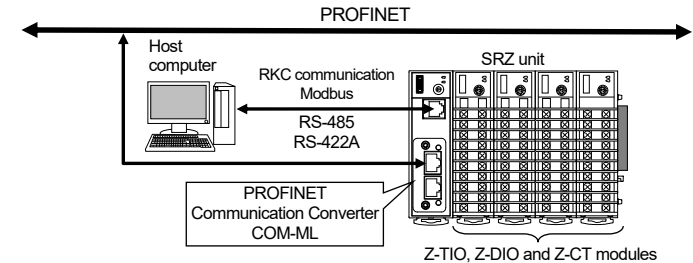 PROFINET
Host
computer
SRZ unit
RKC communication
Modbus
RS-485
RS-422A
PROFINET
Communication Converter
COM-ML
Z-TIO, Z-DIO and Z-CT modules